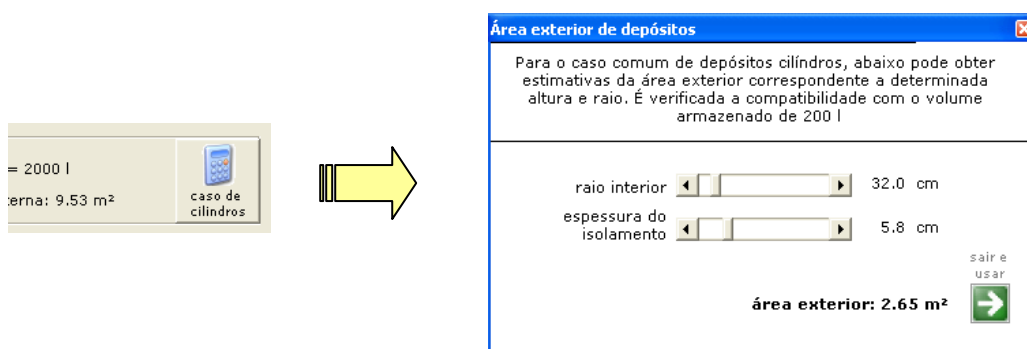 = 2000 l
erna: 9.53 m²
caso de
cilindros
Área exterior de depósitos
Para o caso comum de depósitos cilíndros, abaixo pode obter
estimativas da área exterior correspondente a determinada
altura e raio. É verificada a compatibilidade com o volume
armazenado de 200 l
raio interior 32.0 cm
espessura do
isolamento 5.8 cm
sair e
usar
área exterior: 2.65 m²